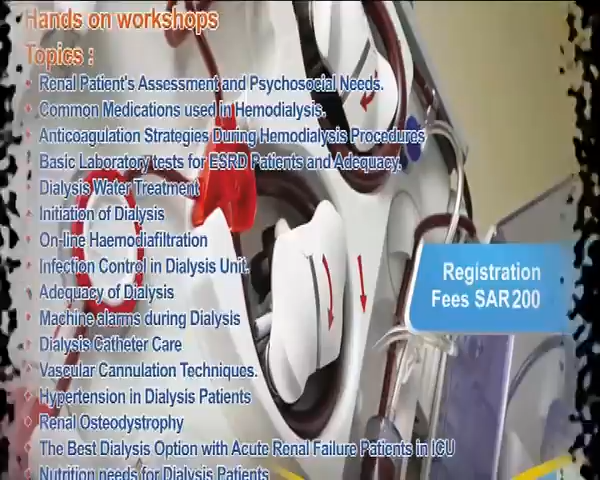 Hands on workshops
Topics :
Renal Patient's Assessment and Psychosocial Needs.
Common Medications used in Hemodialysis.
Anticoagulation Strategies During Hemodialysis Procedures
Basic Laboratory tests for ESRD Patients and Adequacy.
Dialysis Water Treatment
Initiation of Dialysis
On-line Haemodiafiltration
Infection Control in Dialysis Unit.
Adequacy of Dialysis
Machine alarms during Dialysis
Dialysis Catheter Care
Vascular Cannulation Techniques.
Hypertension in Dialysis Patients
Renal Osteodystrophy
The Best Dialysis Option with Acute Renal Failure Patients in ICU
Nutrition needs for Dialysis Patients
Registration
Fees SAR 200